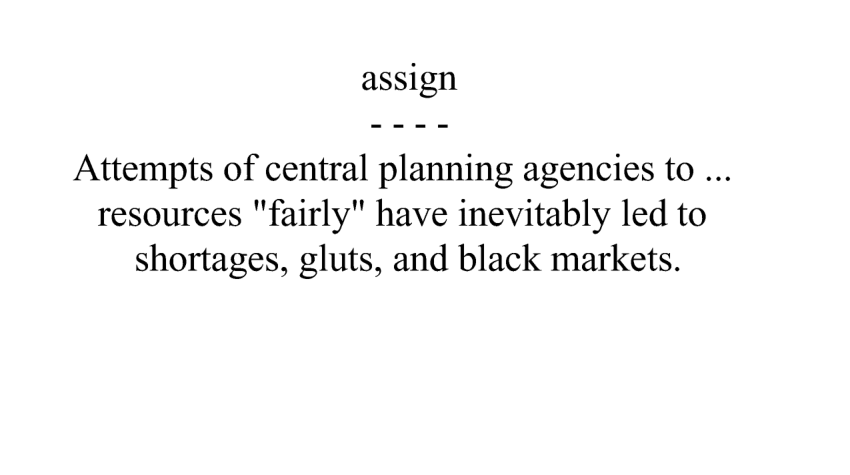 assign
- - - -
Attempts of central planning agencies to ...
resources "fairly" have inevitably led to
shortages, gluts, and black markets.